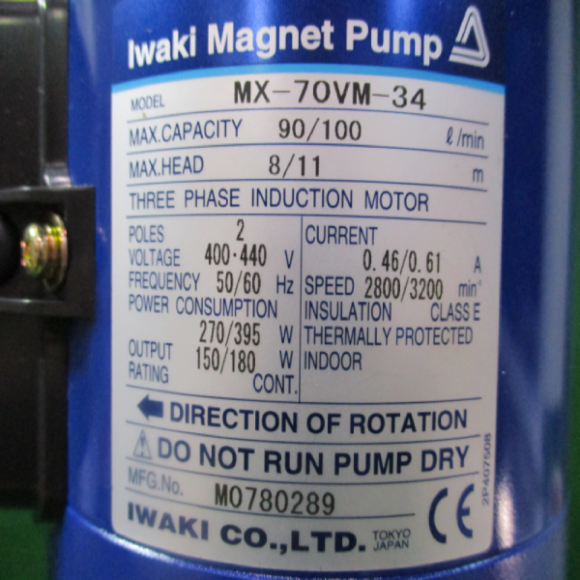 Iwaki Magnet Pump
MODEL MX-70VM-34
MAX.CAPACITY 90/100 ℓ/min
MAX.HEAD 8/11 m
THREE PHASE INDUCTION MOTOR
POLES 2 CURRENT
VOLTAGE 400·440 V 0.46/0.61 A
FREQUENCY 50/60 Hz SPEED 2800/3200 min⁻¹
POWER CONSUMPTION INSULATION CLASS E
270/395 W THERMALLY PROTECTED
OUTPUT 150/180 W INDOOR
RATING CONT.
DIRECTION OF ROTATION
DO NOT RUN PUMP DRY
MFG.No. M0780289
IWAKI CO.,LTD. TOKYO JAPAN CE
2P407508